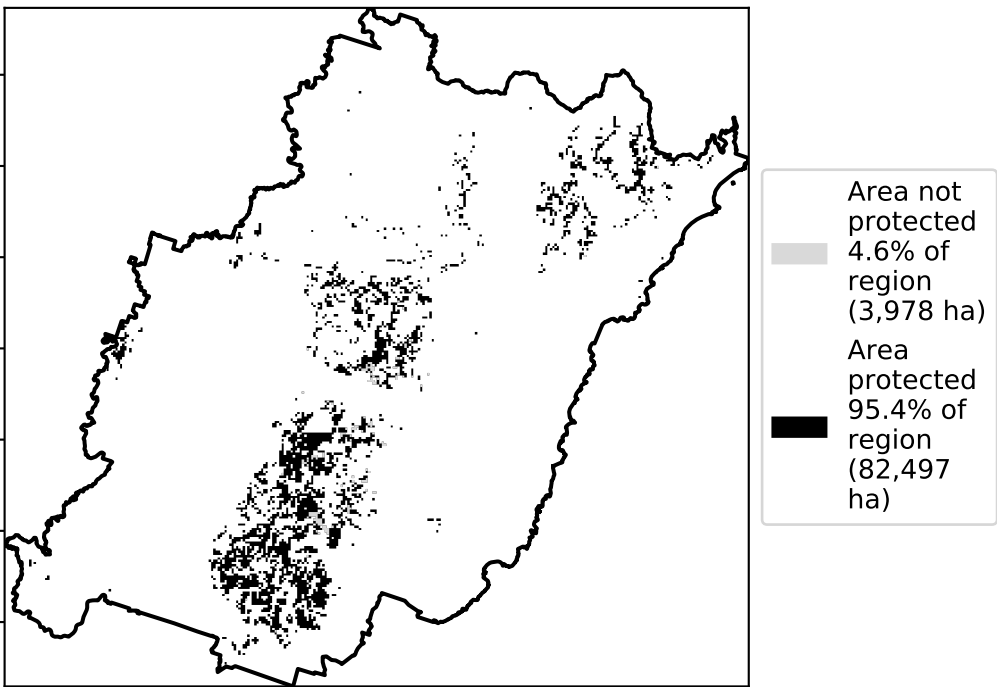 Area not
protected
4.6% of
region
(3,978 ha)
Area
protected
95.4% of
region
(82,497
ha)